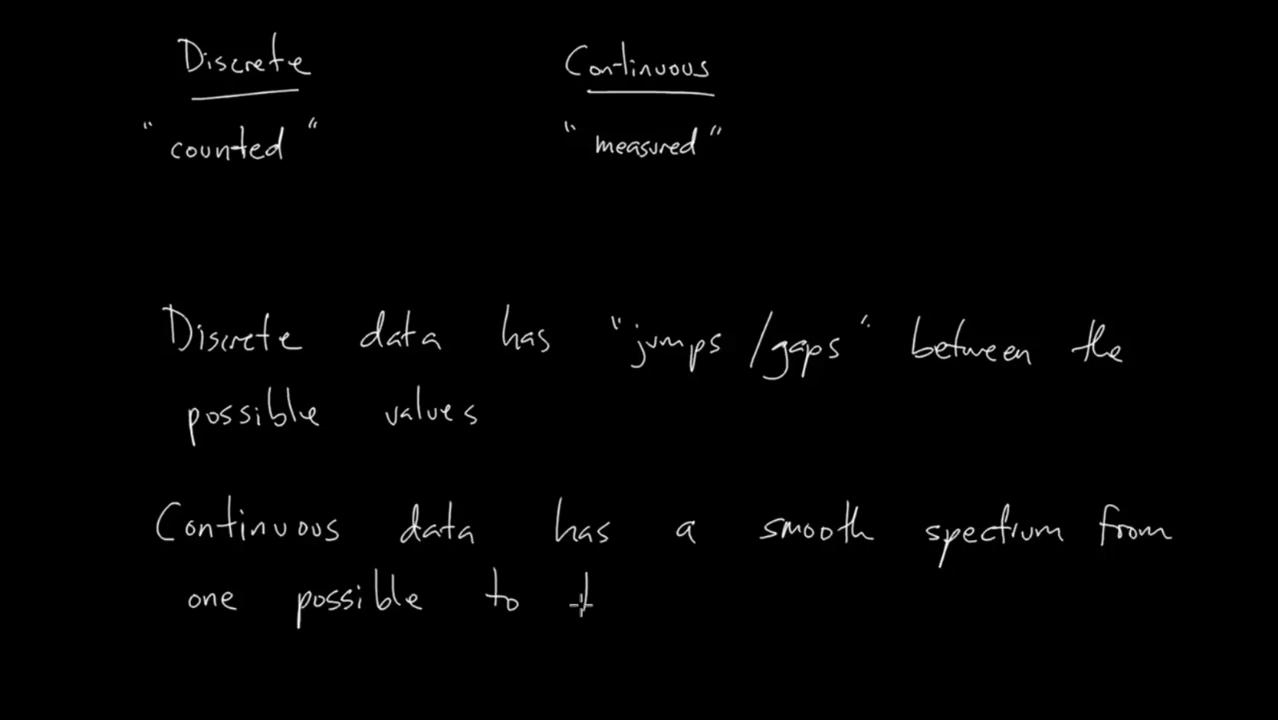 Discrete Continuous
"counted" "measured"
Discrete data has "jumps/gaps" between the
possible values
Continuous data has a smooth spectrum from
one possible to t